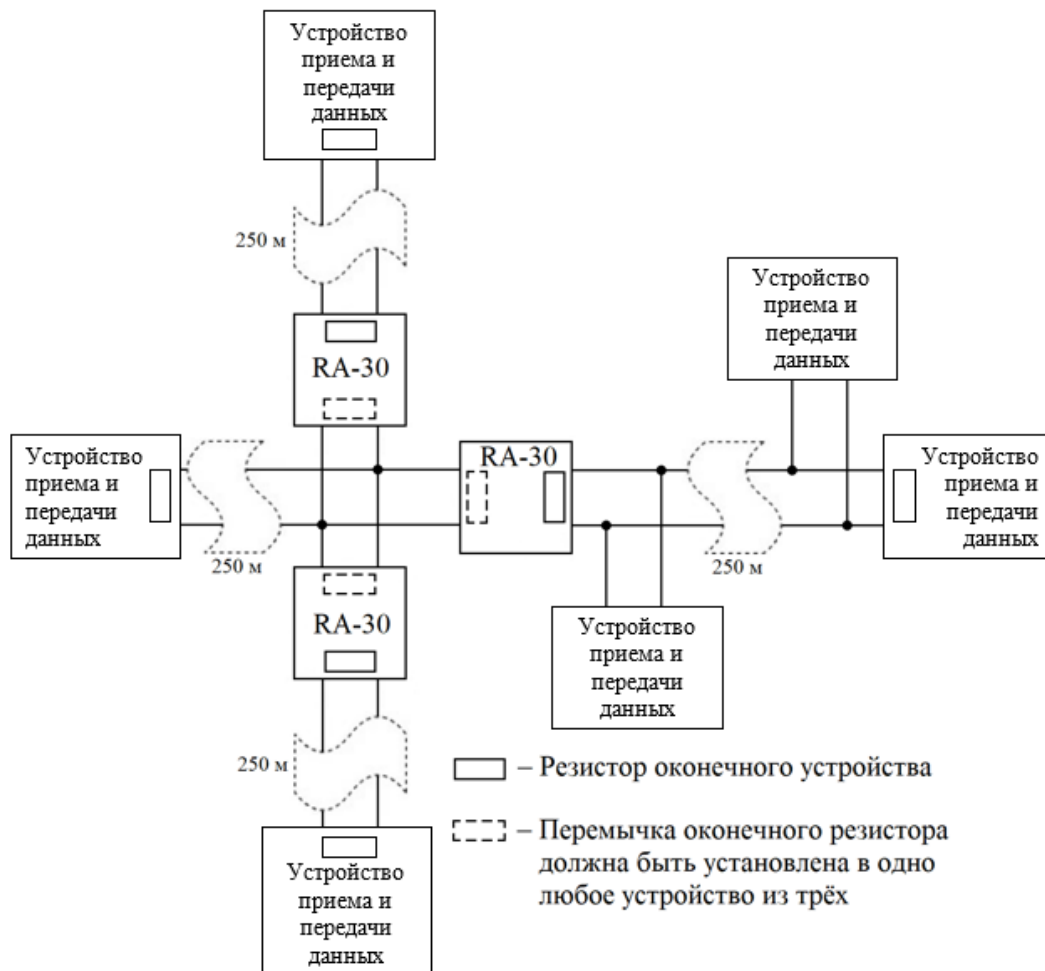 Устройство
приема и
передачи
данных
250 м
RA-30
Устройство
приема и
передачи
данных
Устройство
приема и
передачи
данных
250 м
RA-30
250 м
Устройство
приема и
передачи
данных
RA-30
Устройство
приема и
передачи
данных
250 м
Устройство
приема и
передачи
данных
– Резистор оконечного устройства
– Перемычка оконечного резистора
должна быть установлена в одно
любое устройство из трёх